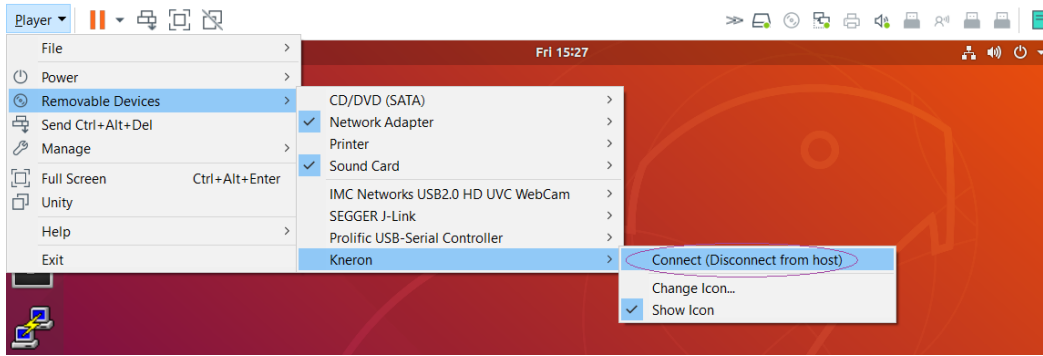 Player
File
Fri 15:27
Power
Removable Devices
CD/DVD (SATA)
Send Ctrl+Alt+Del
Network Adapter
Manage
Printer
Sound Card
Full Screen Ctrl+Alt+Enter
IMC Networks USB2.0 HD UVC WebCam
Unity
SEGGER J-Link
Help
Prolific USB-Serial Controller
Exit
Kneron
Connect (Disconnect from host)
Change Icon...
Show Icon